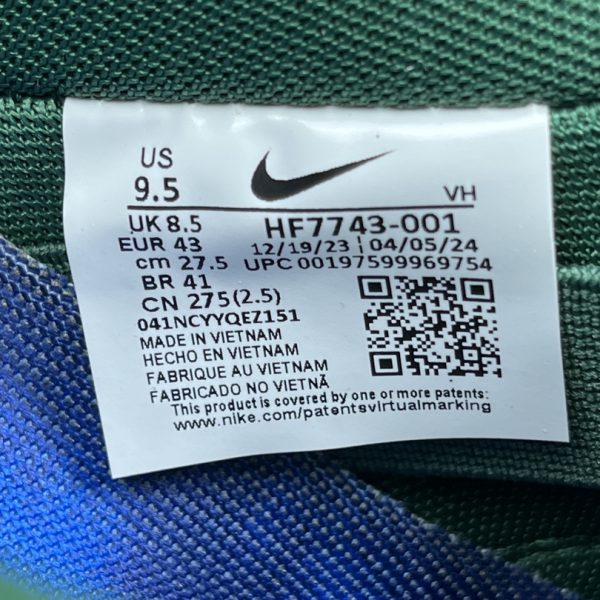 US
9.5
VH
UK 8.5
HF7743-001
EUR 43
12/19/23 | 04/05/24
cm 27.5
UPC 00197599969754
BR 41
CN 275(2.5)
041NCYYQEZ151
MADE IN VIETNAM
HECHO EN VIETNAM
FABRIQUE AU VIETNAM
FABRICADO NO VIETNÃ
This product is covered by one or more patents:
www.nike.com/patentsvirtualmarking